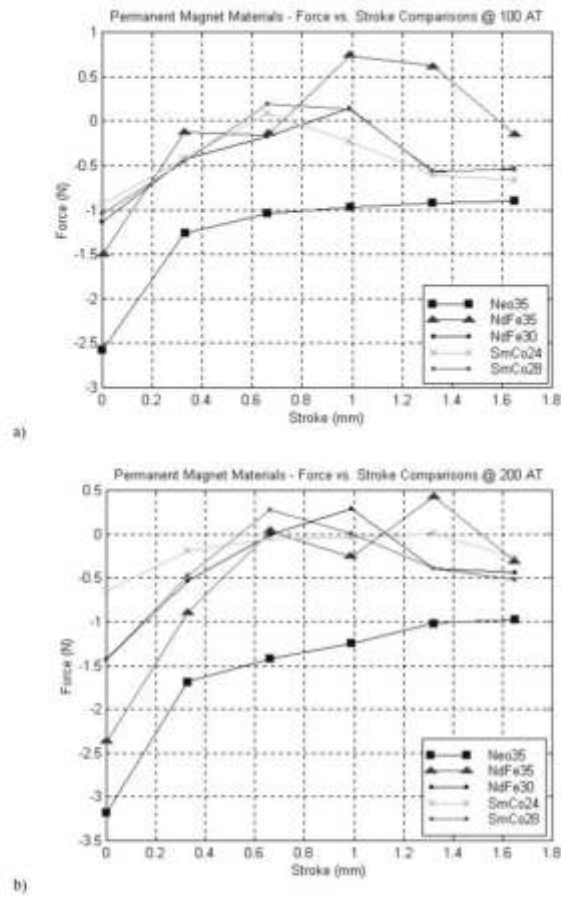 Permanent Magnet Materials - Force vs. Stroke Comparisons @ 100 AT
1
0.5
0
-0.5
-1
-1.5
-2
-2.5
-3
Force (N)
Neo35
NdFe35
NdFe30
SmCo24
SmCo28
0 0.2 0.4 0.6 0.8 1 1.2 1.4 1.6 1.8
Stroke (mm)
a)
Permanent Magnet Materials - Force vs. Stroke Comparisons @ 200 AT
0.5
0
-0.5
-1
-1.5
-2
-2.5
-3
-3.5
Force (N)
Neo35
NdFe35
NdFe30
SmCo24
SmCo28
0 0.2 0.4 0.6 0.8 1 1.2 1.4 1.6 1.8
Stroke (mm)
b)